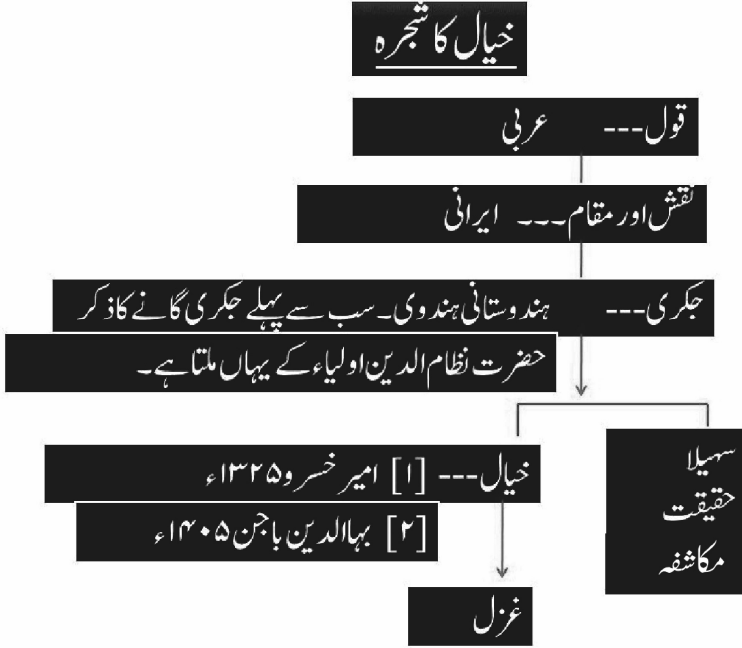 خیال کا شجرہ
قول--- عربی
نقش اور مقام۔۔۔ ایرانی
جکری--- ہندوستانی ہندوی۔ سب سے پہلے جکری گانے کا ذکر
حضرت نظام الدین اولیاء کے یہاں ملتا ہے۔
سہیلا
حقیقت
مکاشفہ
خیال--- [۱] امیر خسرو ۱۳۲۵ء
[۲] بہاالدین باجن ۱۴۰۵ء
غزل